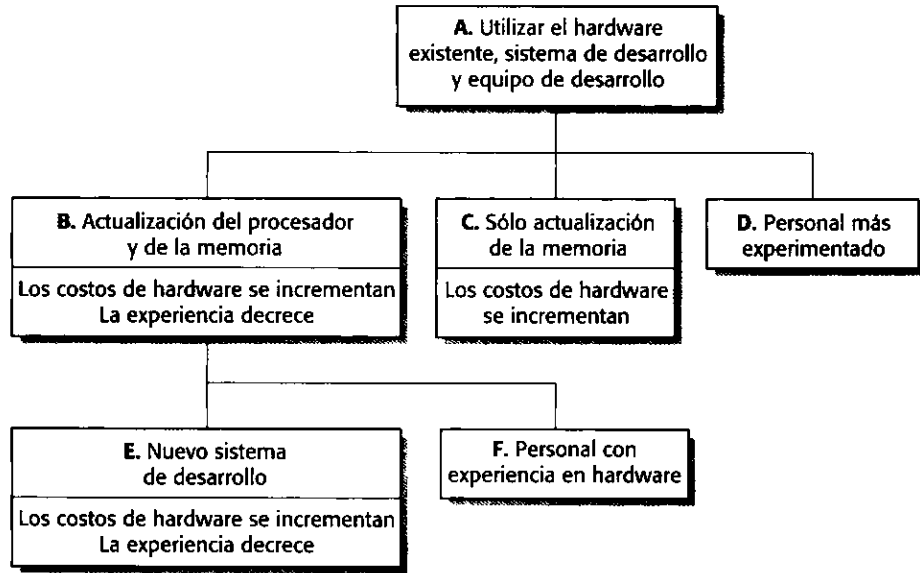 A. Utilizar el hardware
existente, sistema de desarrollo
y equipo de desarrollo
B. Actualización del procesador
y de la memoria
Los costos de hardware se incrementan
La experiencia decrece
C. Sólo actualización
de la memoria
Los costos de hardware
se incrementan
D. Personal más
experimentado
E. Nuevo sistema
de desarrollo
Los costos de hardware se incrementan
La experiencia decrece
F. Personal con
experiencia en hardware